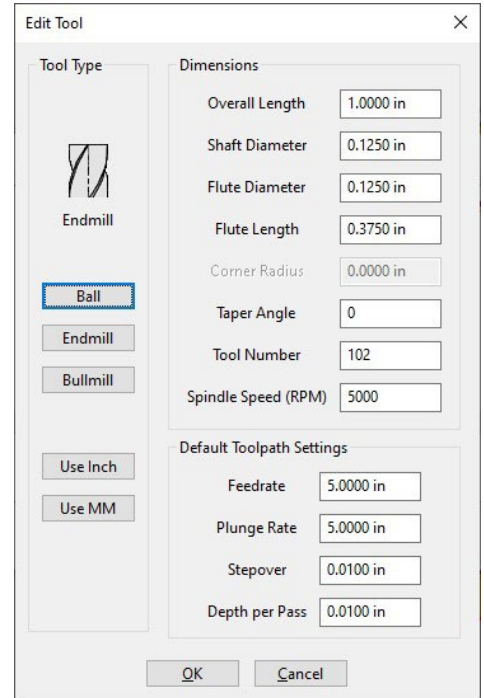 Edit Tool
Tool Type
Endmill
Ball
Endmill
Bullmill
Use Inch
Use MM
Dimensions
Overall Length 1.0000 in
Shaft Diameter 0.1250 in
Flute Diameter 0.1250 in
Flute Length 0.3750 in
Corner Radius 0.0000 in
Taper Angle 0
Tool Number 102
Spindle Speed (RPM) 5000
Default Toolpath Settings
Feedrate 5.0000 in
Plunge Rate 5.0000 in
Stepover 0.0100 in
Depth per Pass 0.0100 in
OK Cancel